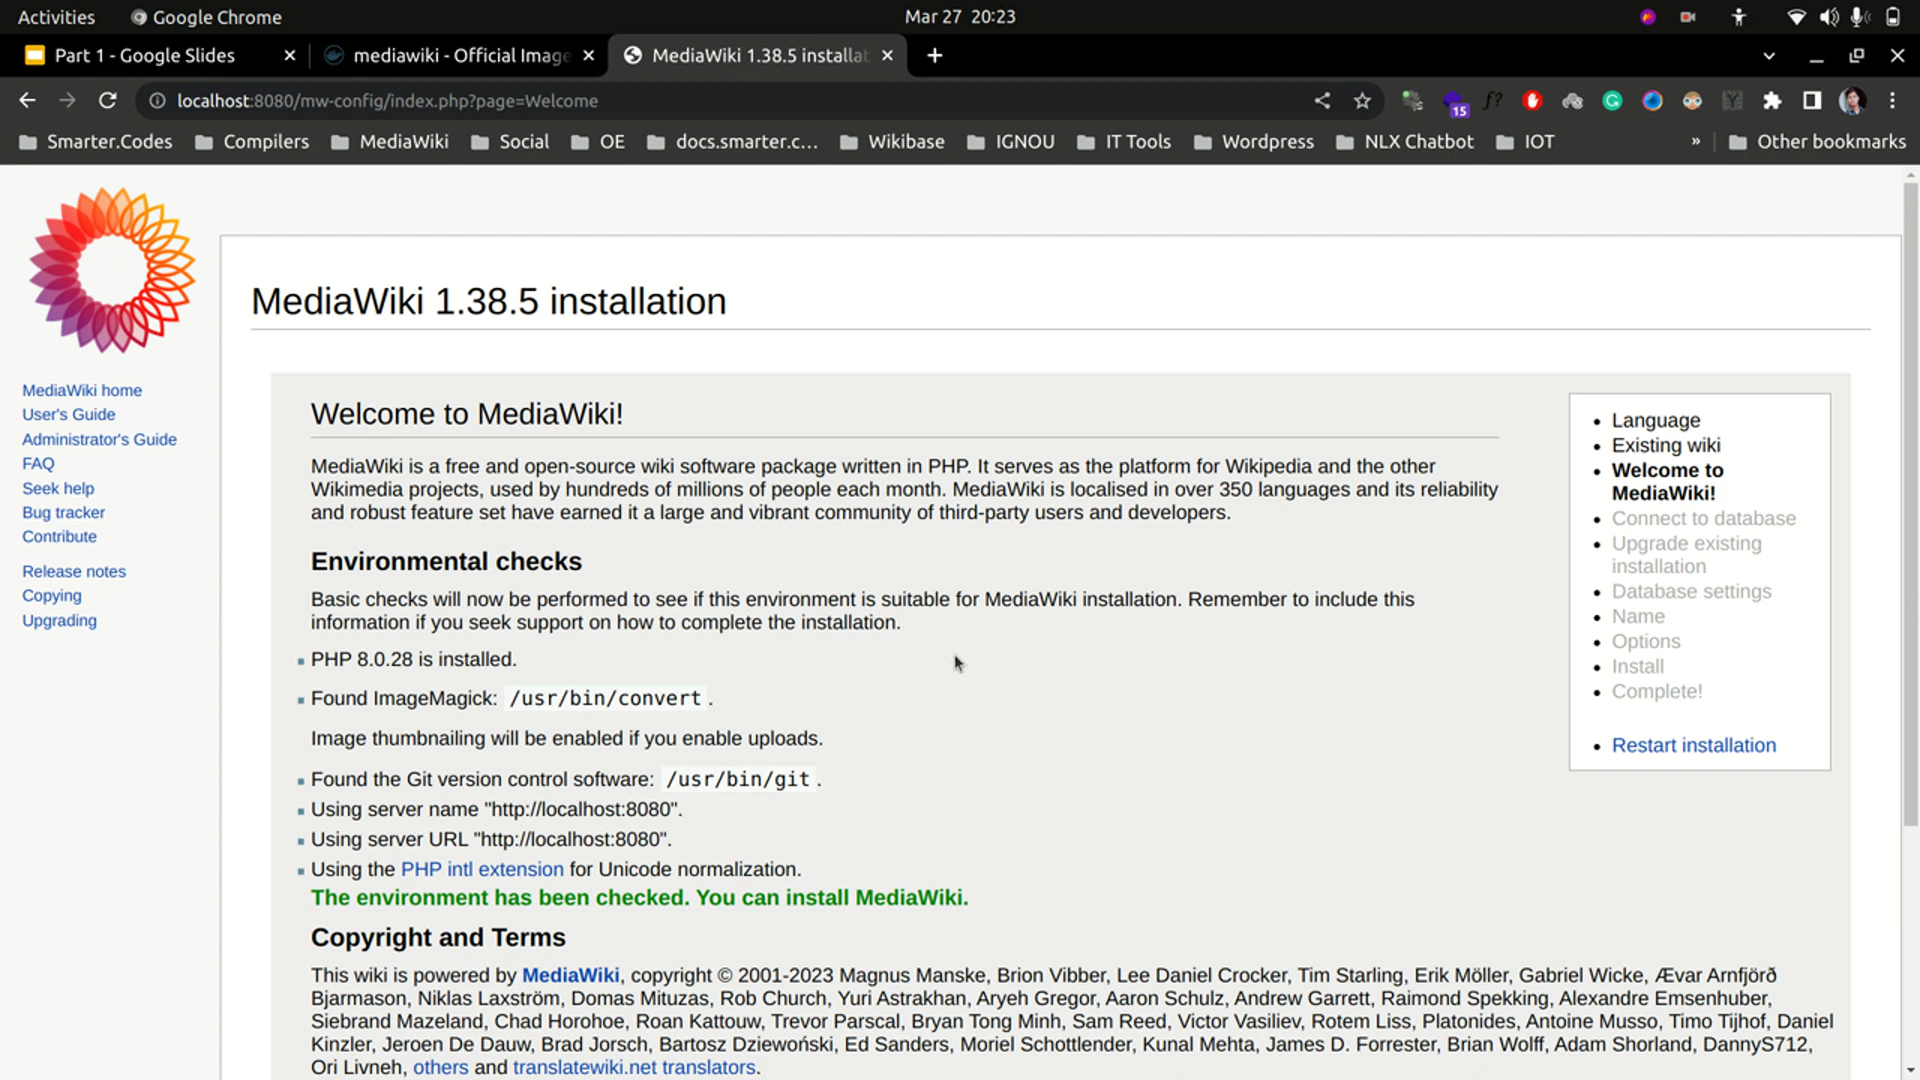 Activities
Google Chrome
Mar 27 20:23
Part 1 - Google Slides
mediawiki - Official Image
MediaWiki 1.38.5 installat
localhost:8080/mw-config/index.php?page=Welcome
f?
15
Smarter.Codes
Compilers
MediaWiki
Social
OE
docs.smarter.c...
Wikibase
IGNOU
IT Tools
Wordpress
NLX Chatbot
IOT
»
Other bookmarks
MediaWiki home
User's Guide
Administrator's Guide
FAQ
Seek help
Bug tracker
Contribute
Release notes
Copying
Upgrading
MediaWiki 1.38.5 installation
Welcome to MediaWiki!
MediaWiki is a free and open-source wiki software package written in PHP. It serves as the platform for Wikipedia and the other
Wikimedia projects, used by hundreds of millions of people each month. MediaWiki is localised in over 350 languages and its reliability
and robust feature set have earned it a large and vibrant community of third-party users and developers.
Environmental checks
Basic checks will now be performed to see if this environment is suitable for MediaWiki installation. Remember to include this
information if you seek support on how to complete the installation.
PHP 8.0.28 is installed.
Found ImageMagick: /usr/bin/convert .
Image thumbnailing will be enabled if you enable uploads.
Found the Git version control software: /usr/bin/git .
Using server name "http://localhost:8080".
Using server URL "http://localhost:8080".
Using the PHP intl extension for Unicode normalization.
The environment has been checked. You can install MediaWiki.
Copyright and Terms
This wiki is powered by MediaWiki, copyright © 2001-2023 Magnus Manske, Brion Vibber, Lee Daniel Crocker, Tim Starling, Erik Möller, Gabriel Wicke, Ævar Arnfjörð
Bjarmason, Niklas Laxström, Domas Mituzas, Rob Church, Yuri Astrakhan, Aryeh Gregor, Aaron Schulz, Andrew Garrett, Raimond Spekking, Alexandre Emsenhuber,
Siebrand Mazeland, Chad Horohoe, Roan Kattouw, Trevor Parscal, Bryan Tong Minh, Sam Reed, Victor Vasiliev, Rotem Liss, Platonides, Antoine Musso, Timo Tijhof, Daniel
Kinzler, Jeroen De Dauw, Brad Jorsch, Bartosz Dziewoński, Ed Sanders, Moriel Schottlender, Kunal Mehta, James D. Forrester, Brian Wolff, Adam Shorland, DannyS712,
Ori Livneh, others and translatewiki.net translators.
Language
Existing wiki
Welcome to
MediaWiki!
Connect to database
Upgrade existing
installation
Database settings
Name
Options
Install
Complete!
Restart installation